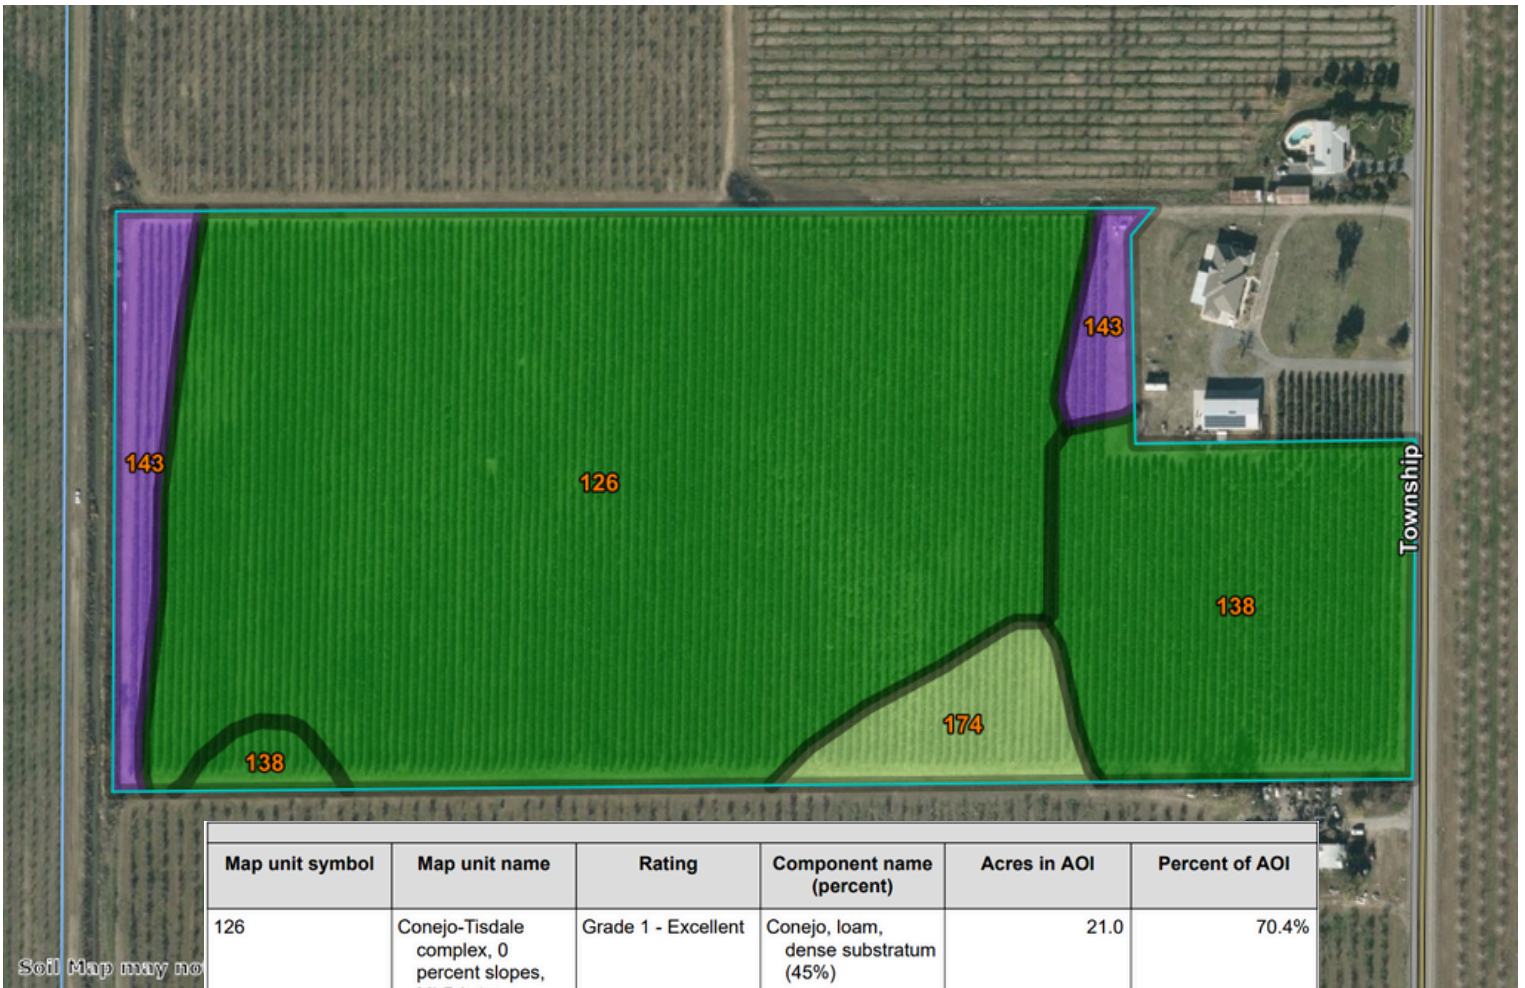 143
143
126
Township
138
174
138
Map unit symbol
Map unit name
Rating
Component name
(percent)
Acres in AOI
Percent of AOI
126
Conejo-Tisdale
complex, 0
percent slopes,
Grade 1 - Excellent
Conejo, loam,
dense substratum
(45%)
21.0
70.4%
Soil Map may no